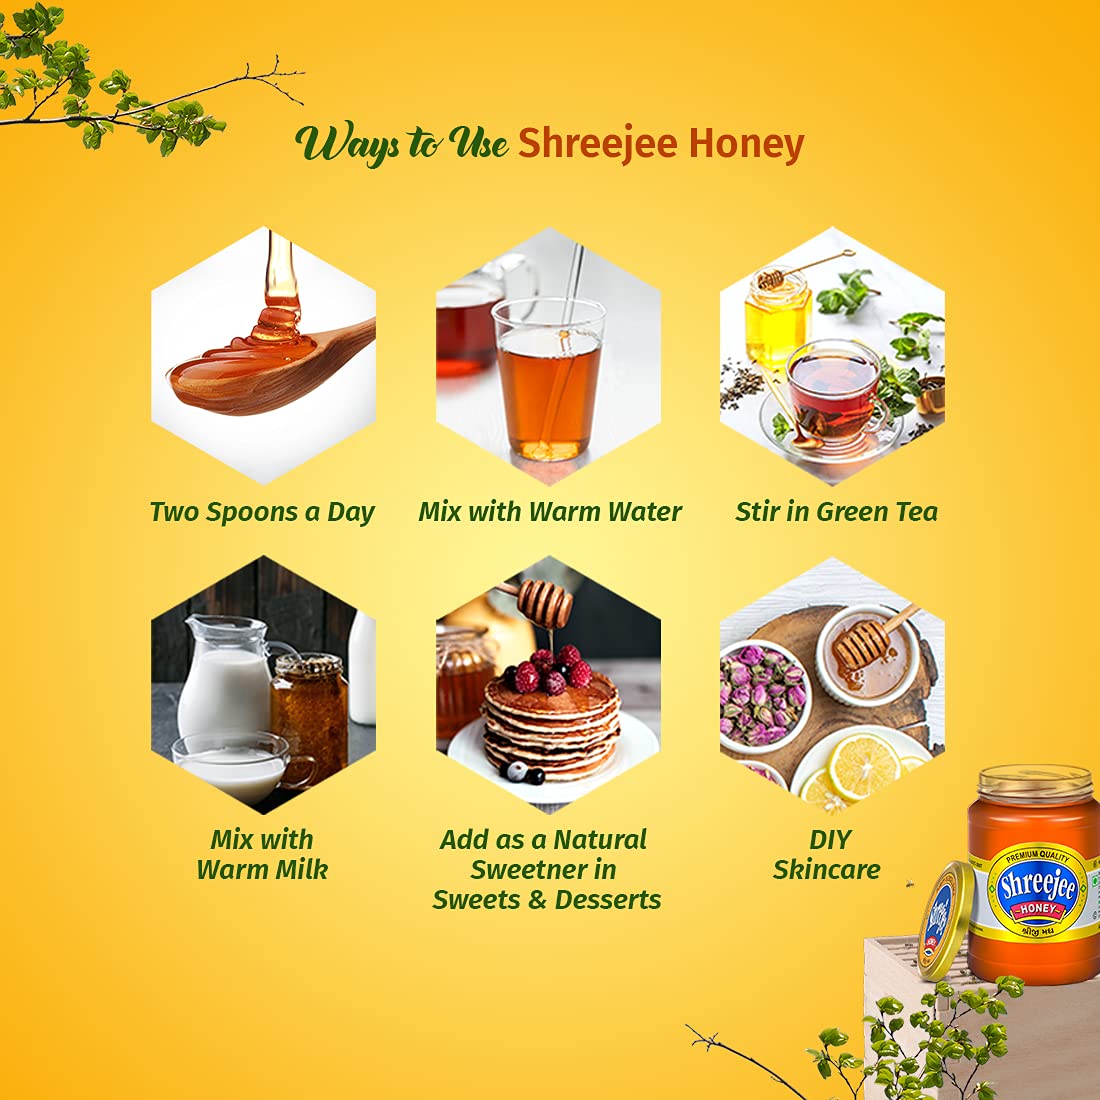 Ways to Use Shreejee Honey
Two Spoons a Day
Mix with Warm Water
Stir in Green Tea
Mix with
Warm Milk
Add as a Natural
Sweetner in
Sweets & Desserts
DIY
Skincare
PREMIUM QUALITY
Shreejee
HONEY
શ્રીજી મધ